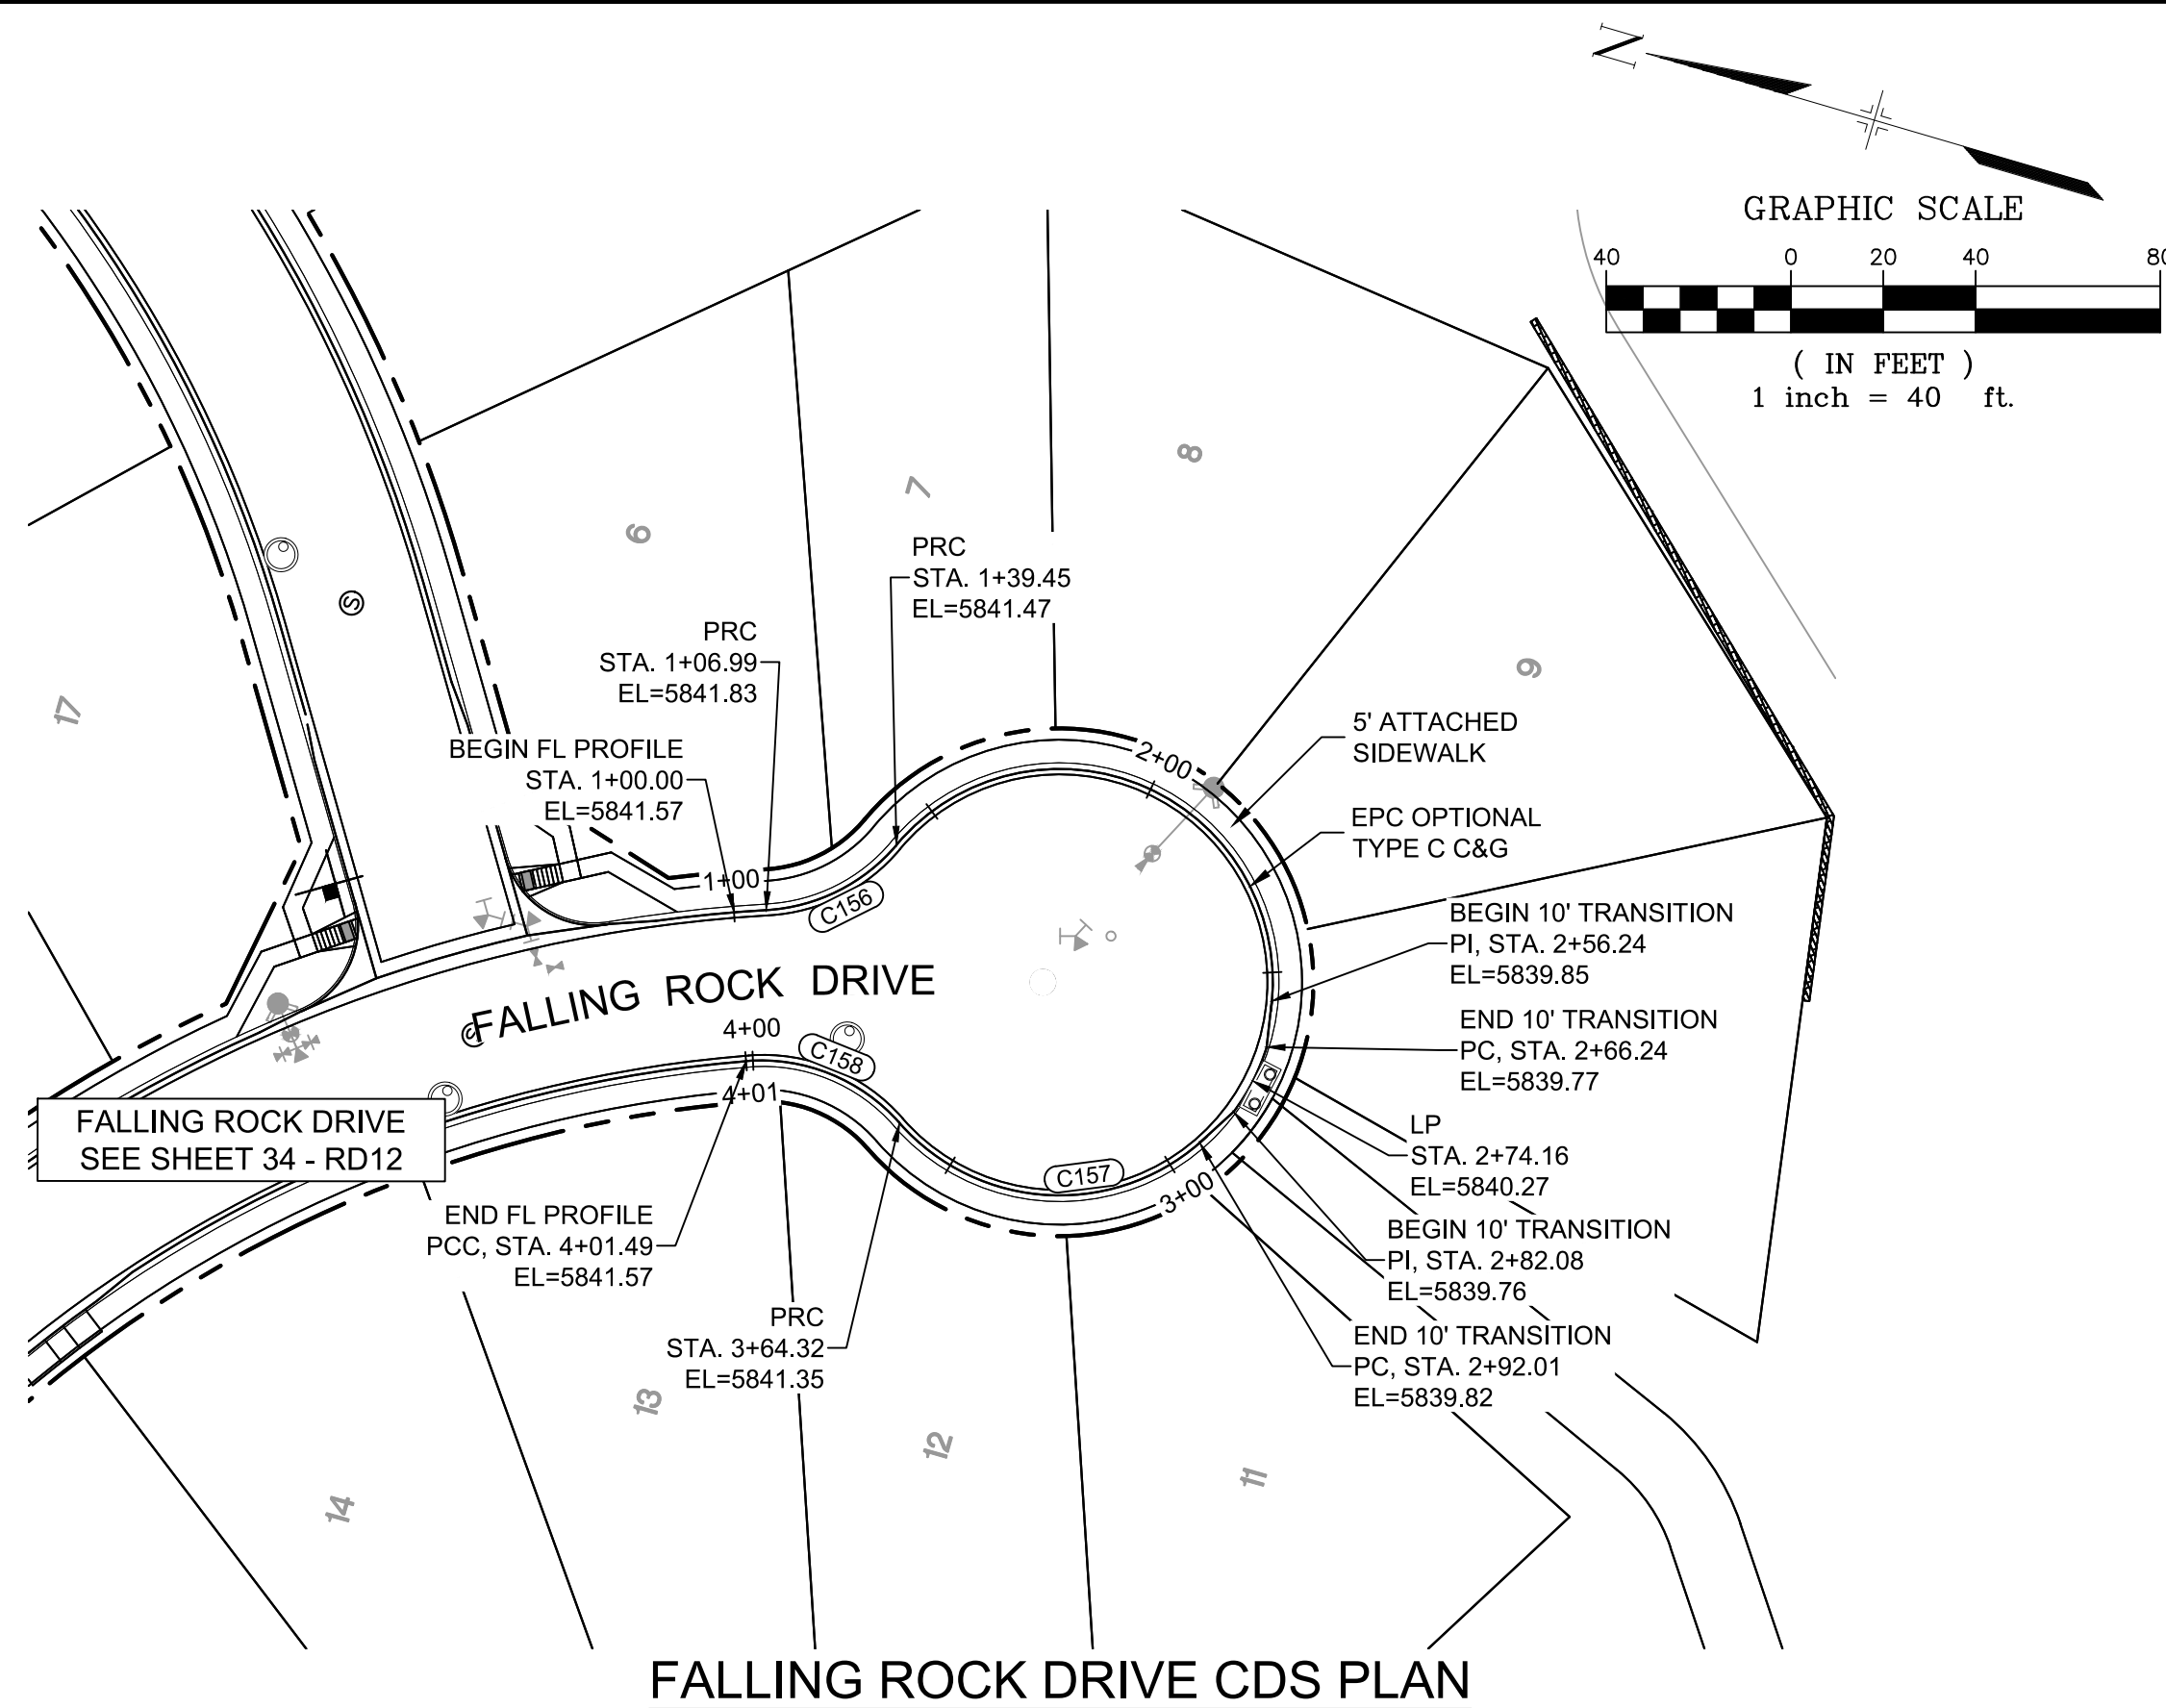 N
GRAPHIC SCALE
40 0 20 40 80
( IN FEET )
1 inch = 40 ft.
8
7
6
9
17
PRC
STA. 1+39.45
EL=5841.47
PRC
STA. 1+06.99
EL=5841.83
BEGIN FL PROFILE
STA. 1+00.00
EL=5841.57
S
2+00
5' ATTACHED
SIDEWALK
EPC OPTIONAL
TYPE C C&G
1+00
C156
BEGIN 10' TRANSITION
PI, STA. 2+56.24
EL=5839.85
FALLING ROCK DRIVE
S
4+00
C158
4+01
END 10' TRANSITION
PC, STA. 2+66.24
EL=5839.77
FALLING ROCK DRIVE
SEE SHEET 34 - RD12
LP
STA. 2+74.16
EL=5840.27
C157
3+00
END FL PROFILE
PCC, STA. 4+01.49
EL=5841.57
BEGIN 10' TRANSITION
PI, STA. 2+82.08
EL=5839.76
PRC
STA. 3+64.32
EL=5841.35
END 10' TRANSITION
PC, STA. 2+92.01
EL=5839.82
13
12
11
14
FALLING ROCK DRIVE CDS PLAN